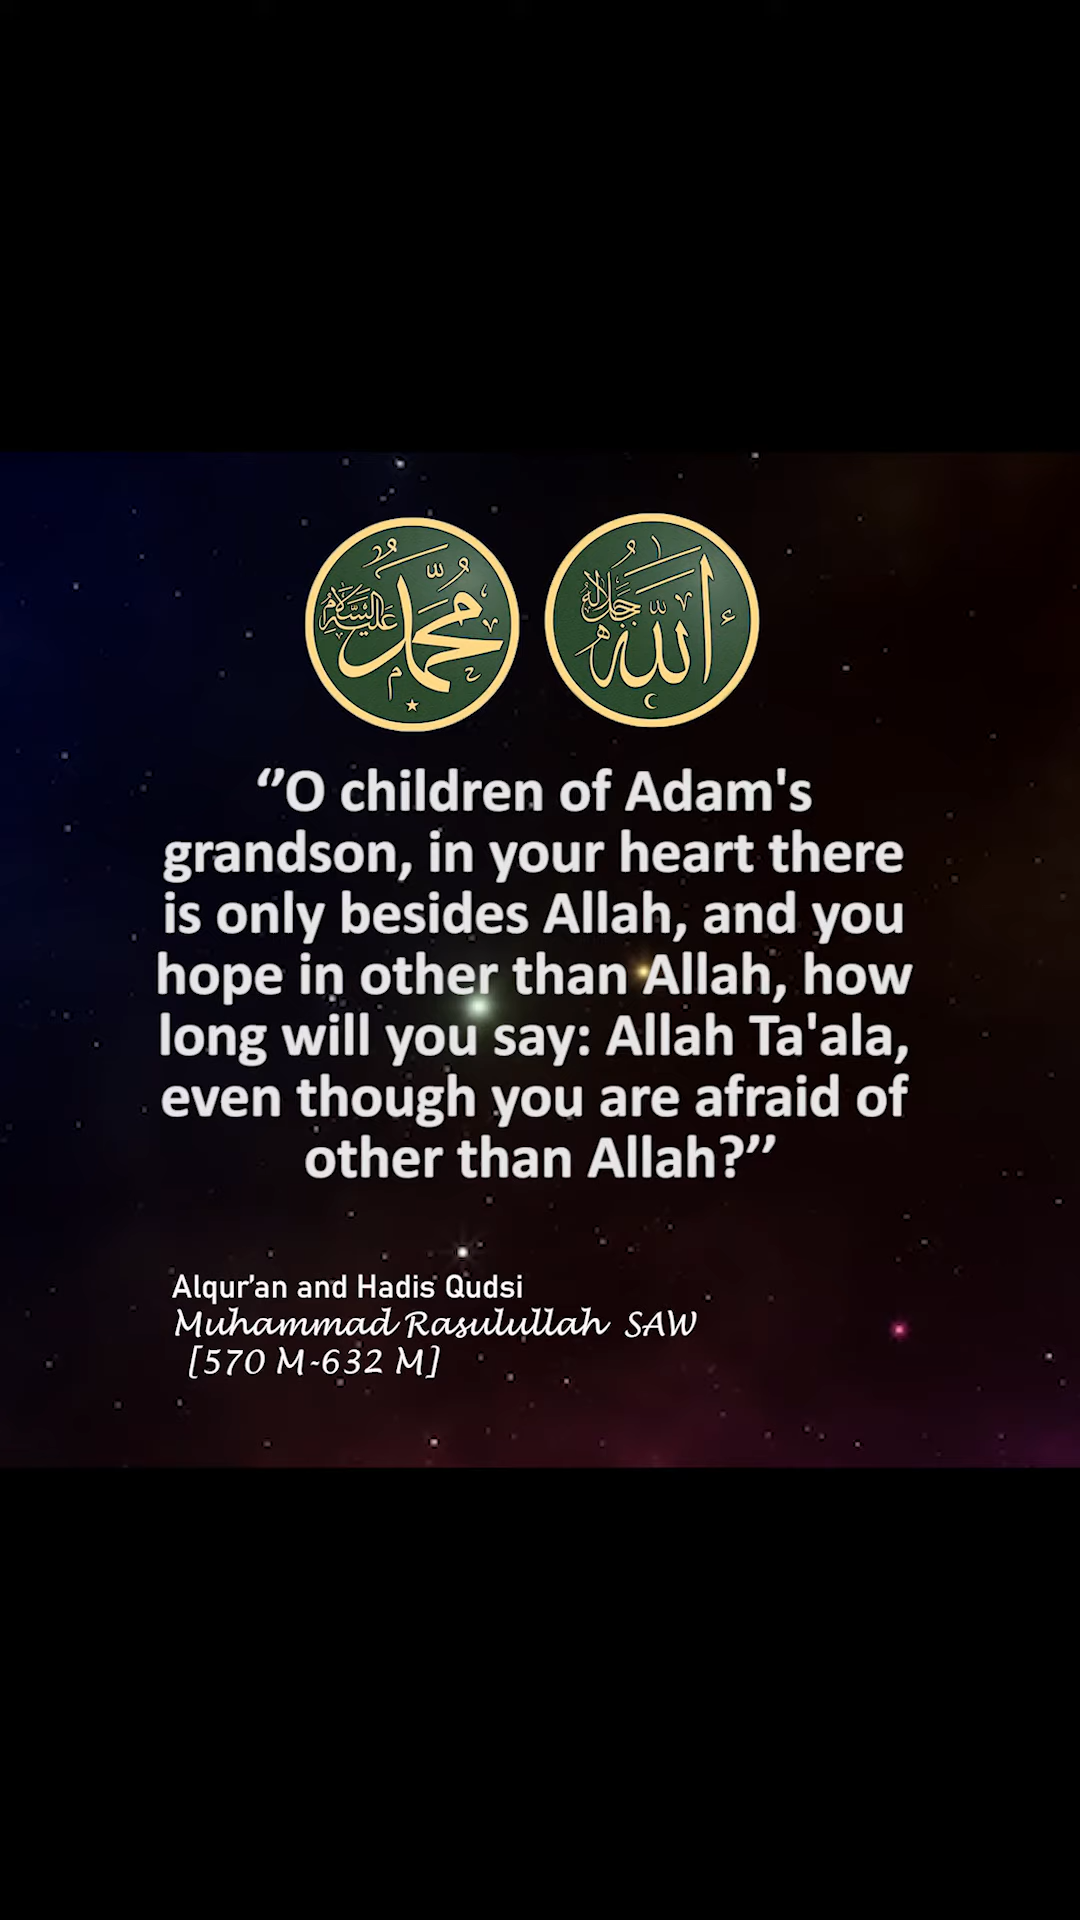 محمد عليه السلام
الله جل جلاله
‘’O children of Adam's
grandson, in your heart there
is only besides Allah, and you
hope in other than Allah, how
long will you say: Allah Ta'ala,
even though you are afraid of
other than Allah?’’
Alqur’an and Hadis Qudsi
Muhammad Rasulullah SAW
[570 M-632 M]